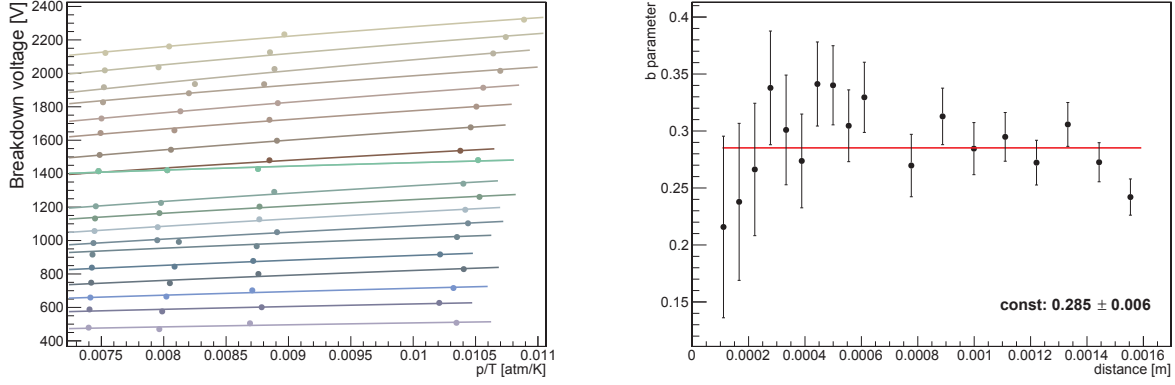 Breakdown voltage [V]
2400
2200
2000
1800
1600
1400
1200
1000
800
600
400
0.0075 0.008 0.0085 0.009 0.0095 0.01 0.0105 0.011
p/T [atm/K]
b parameter
0.4
0.35
0.3
0.25
0.2
0.15
const: 0.285 ± 0.006
0 0.0002 0.0004 0.0006 0.0008 0.001 0.0012 0.0014 0.0016
distance [m]